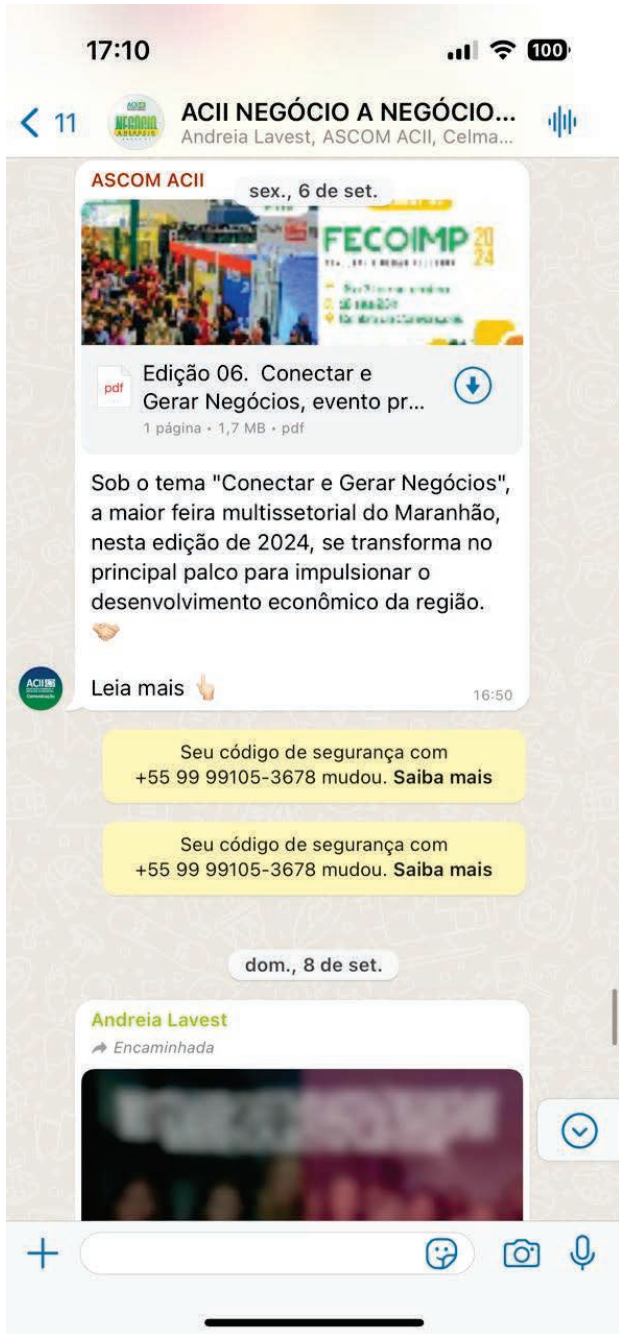 17:10
100
11
ACII NEGÓCIO A NEGÓCIO...
Andreia Lavest, ASCOM ACII, Celma...
ASCOM ACII
sex., 6 de set.
FECOIMP 2024
pdf
Edição 06. Conectar e
Gerar Negócios, evento pr...
1 página • 1,7 MB • pdf
Sob o tema "Conectar e Gerar Negócios",
a maior feira multissetorial do Maranhão,
nesta edição de 2024, se transforma no
principal palco para impulsionar o
desenvolvimento econômico da região.
ACII
Leia mais
16:50
Seu código de segurança com
+55 99 99105-3678 mudou. Saiba mais
Seu código de segurança com
+55 99 99105-3678 mudou. Saiba mais
dom., 8 de set.
Andreia Lavest
Encaminhada